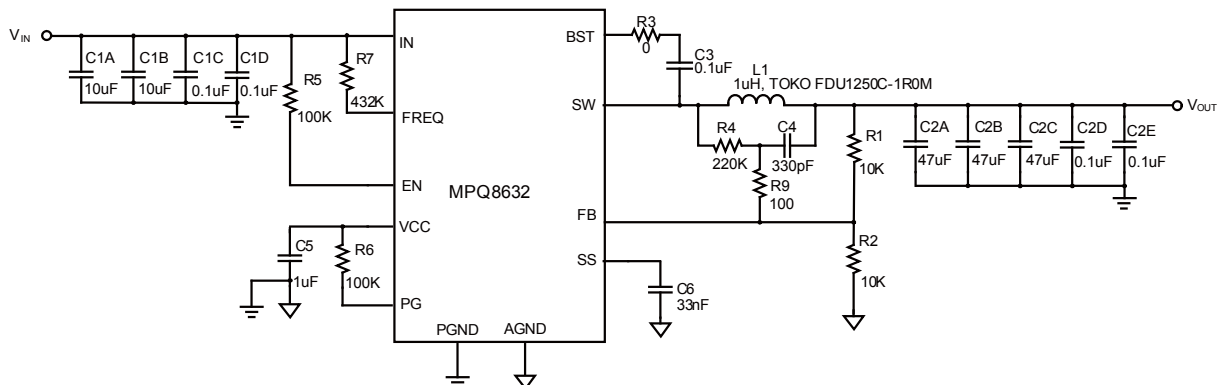 VIN
C1A
10uF
C1B
10uF
C1C
0.1uF
C1D
0.1uF
R5
100K
R7
432K
IN
FREQ
EN
VCC
PG
PGND
AGND
MPQ8632
BST
SW
FB
SS
C5
1uF
R6
100K
R3
0
C3
0.1uF
L1
1uH, TOKO FDU1250C-1R0M
R4
220K
C4
330pF
R9
100
R1
10K
R2
10K
C6
33nF
C2A
47uF
C2B
47uF
C2C
47uF
C2D
0.1uF
C2E
0.1uF
VOUT